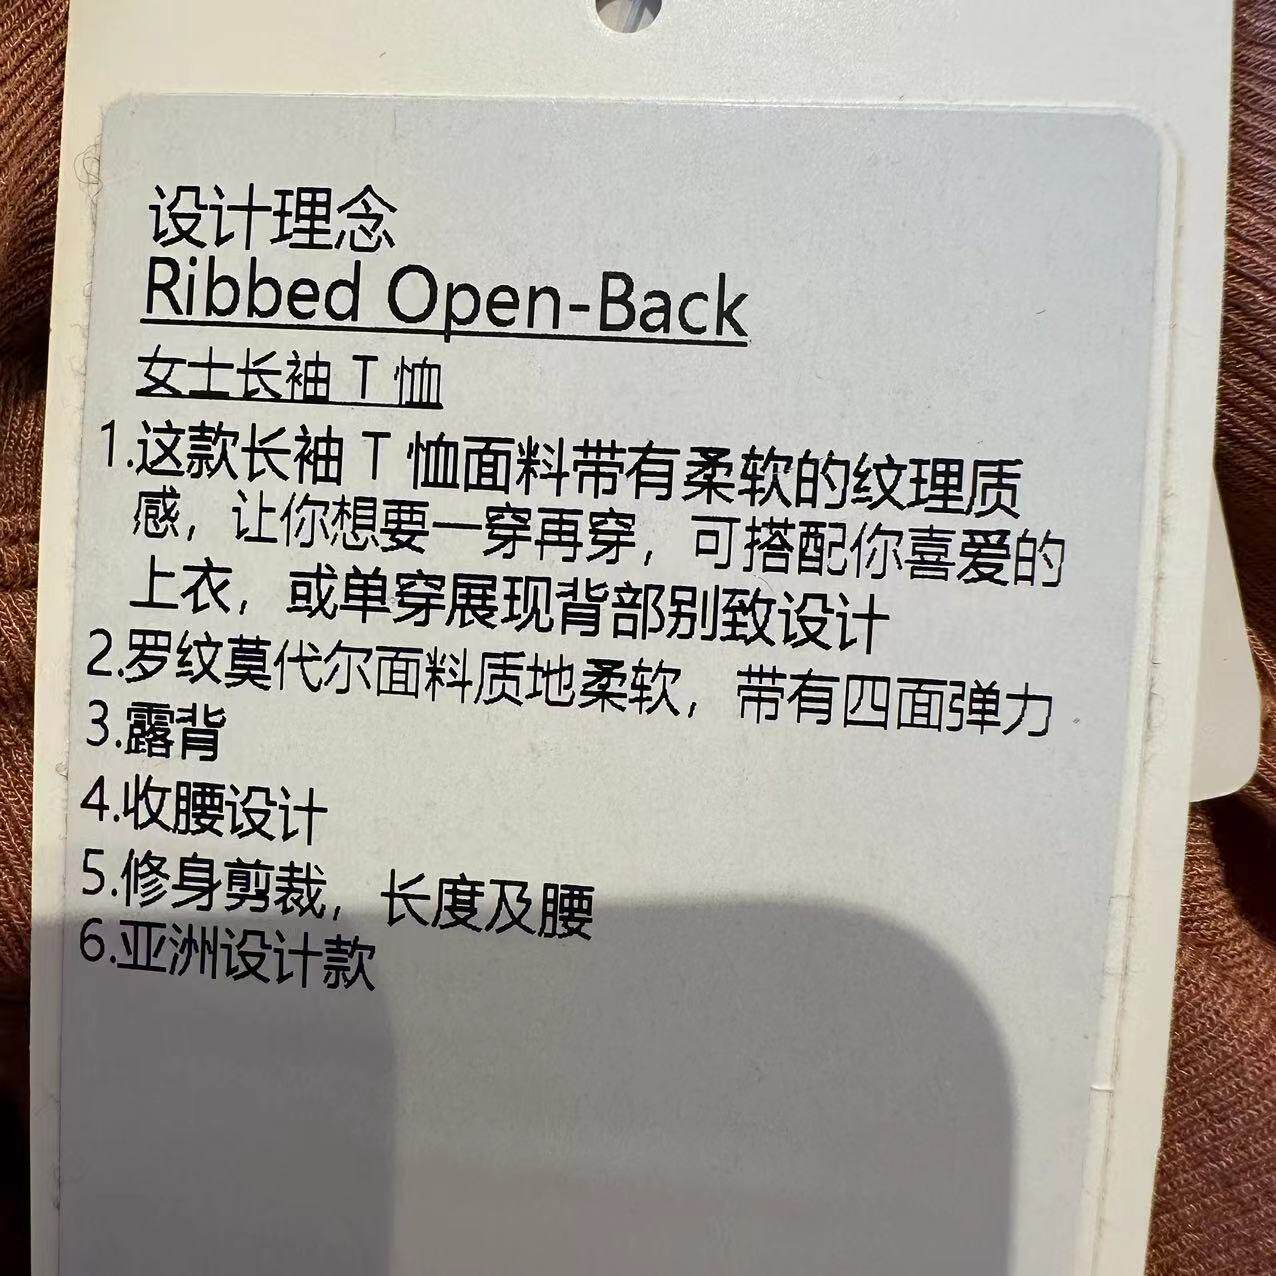 设计理念
Ribbed Open-Back
女士长袖 T 恤
1.这款长袖 T 恤面料带有柔软的纹理质
感，让你想要一穿再穿，可搭配你喜爱的
上衣，或单穿展现背部别致设计
2.罗纹莫代尔面料质地柔软，带有四面弹力
3.露背
4.收腰设计
5.修身剪裁，长度及腰
6.亚洲设计款